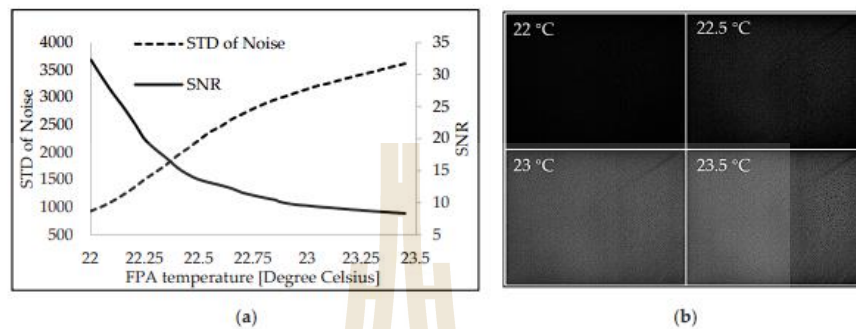 4000
3500
3000
2500
2000
1500
1000
500
STD of Noise
STD of Noise
SNR
35
30
25
20
15
10
5
SNR
22 22.25 22.5 22.75 23 23.25 23.5
FPA temperature [Degree Celsius]
(a)
22 °C 22.5 °C
23 °C 23.5 °C
(b)